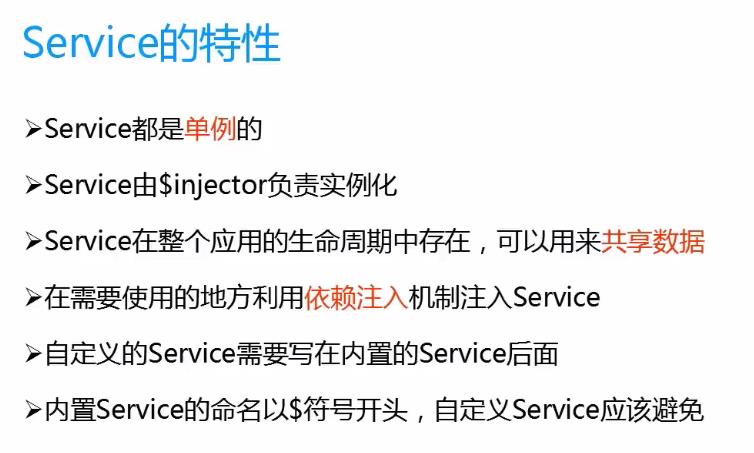 Service的特性
➢Service都是单例的
➢Service由$injector负责实例化
➢Service在整个应用的生命周期中存在，可以用来共享数据
➢在需要使用的地方利用依赖注入机制注入Service
➢自定义的Service需要写在内置的Service后面
➢内置Service的命名以$符号开头，自定义Service应该避免